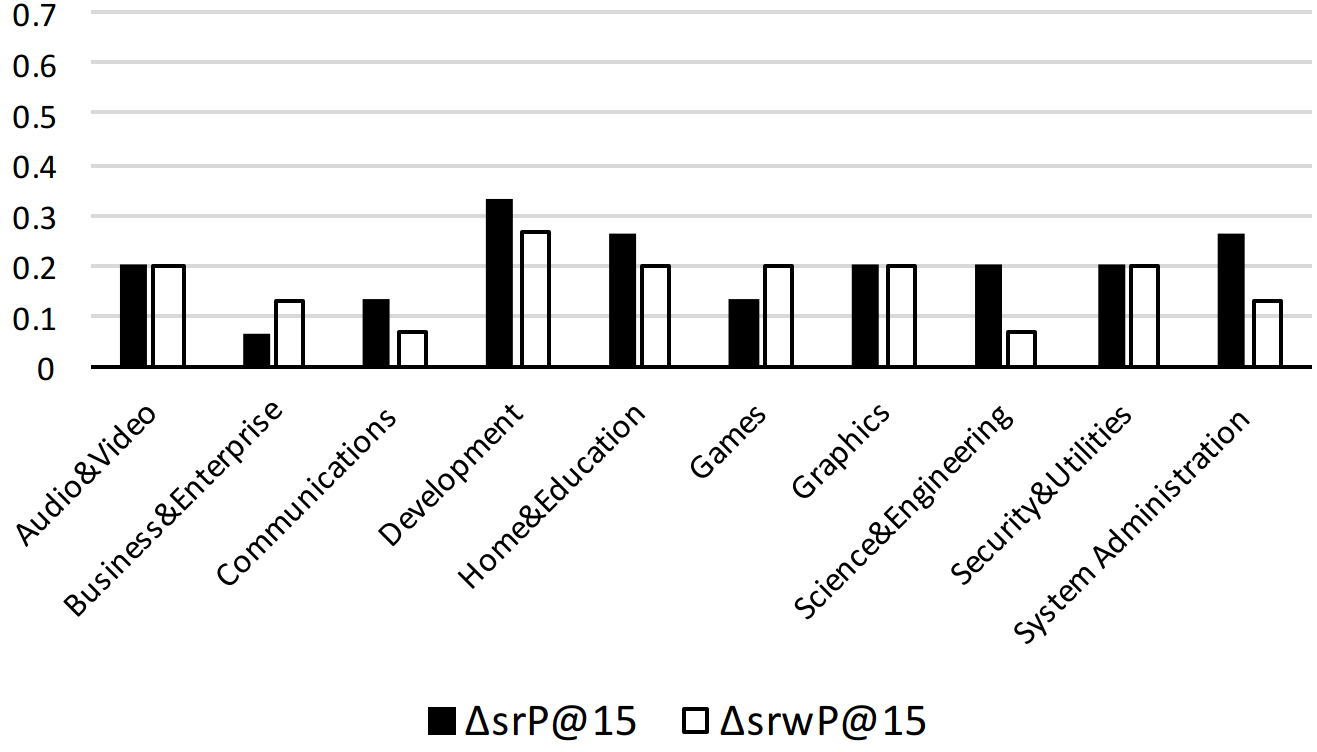 0.7
0.6
0.5
0.4
0.3
0.2
0.1
0
Audio&Video
Business&Enterprise
Communications
Development
Home&Education
Games
Graphics
Science&Engineering
Security&Utilities
System Administration
ΔsrP@15
ΔsrwP@15